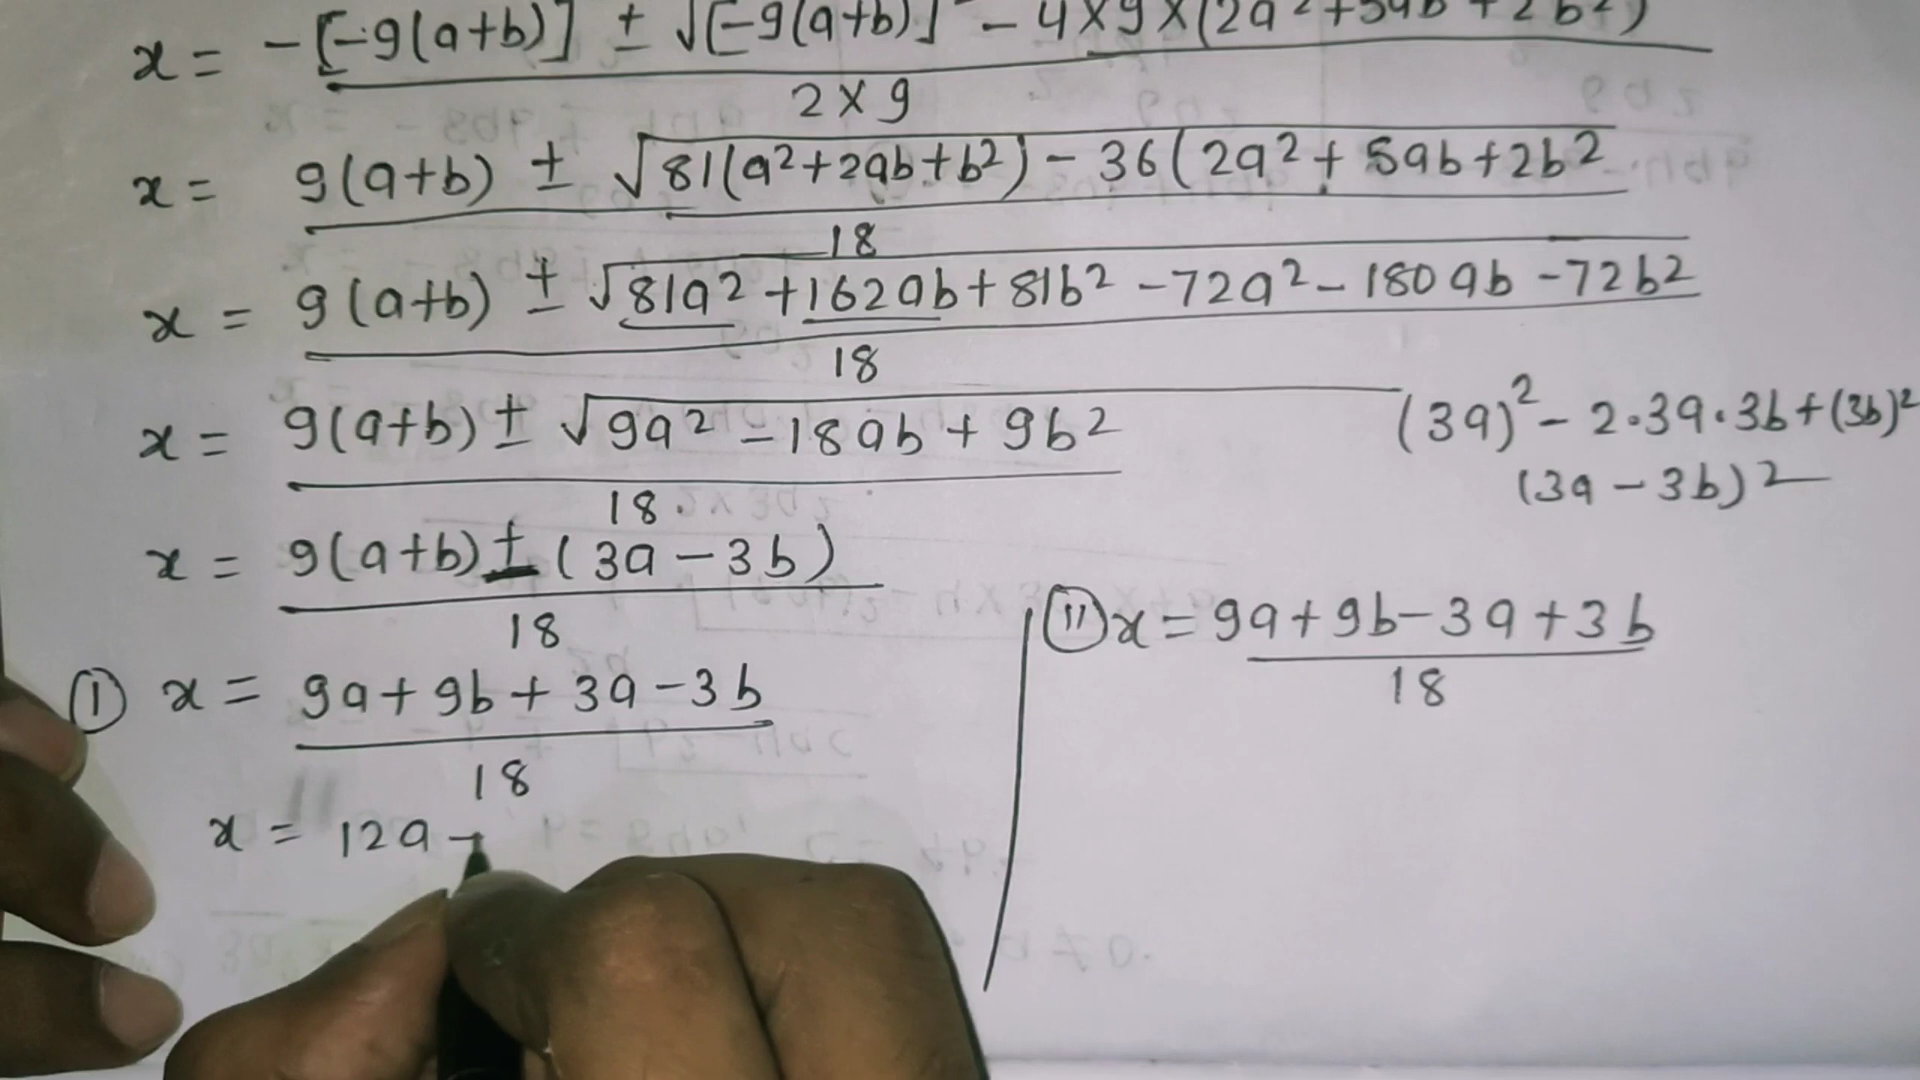 x = -[-9(a+b)] ± √[-9(a+b)]² - 4×9×(2a²+5ab+2b²)
2×9
x = 9(a+b) ± √81(a²+2ab+b²) - 36(2a²+5ab+2b²
18
x = 9(a+b) ± √81a²+162ab+81b²-72a²-180ab-72b²
18
x = 9(a+b) ± √9a²-18ab+9b²
18
(3a)²-2·3a·3b+(3b)²
(3a-3b)²
x = 9(a+b) ± (3a-3b)
18
(I) x = 9a+9b+3a-3b
18
x = 12a
(II) x = 9a+9b-3a+3b
18